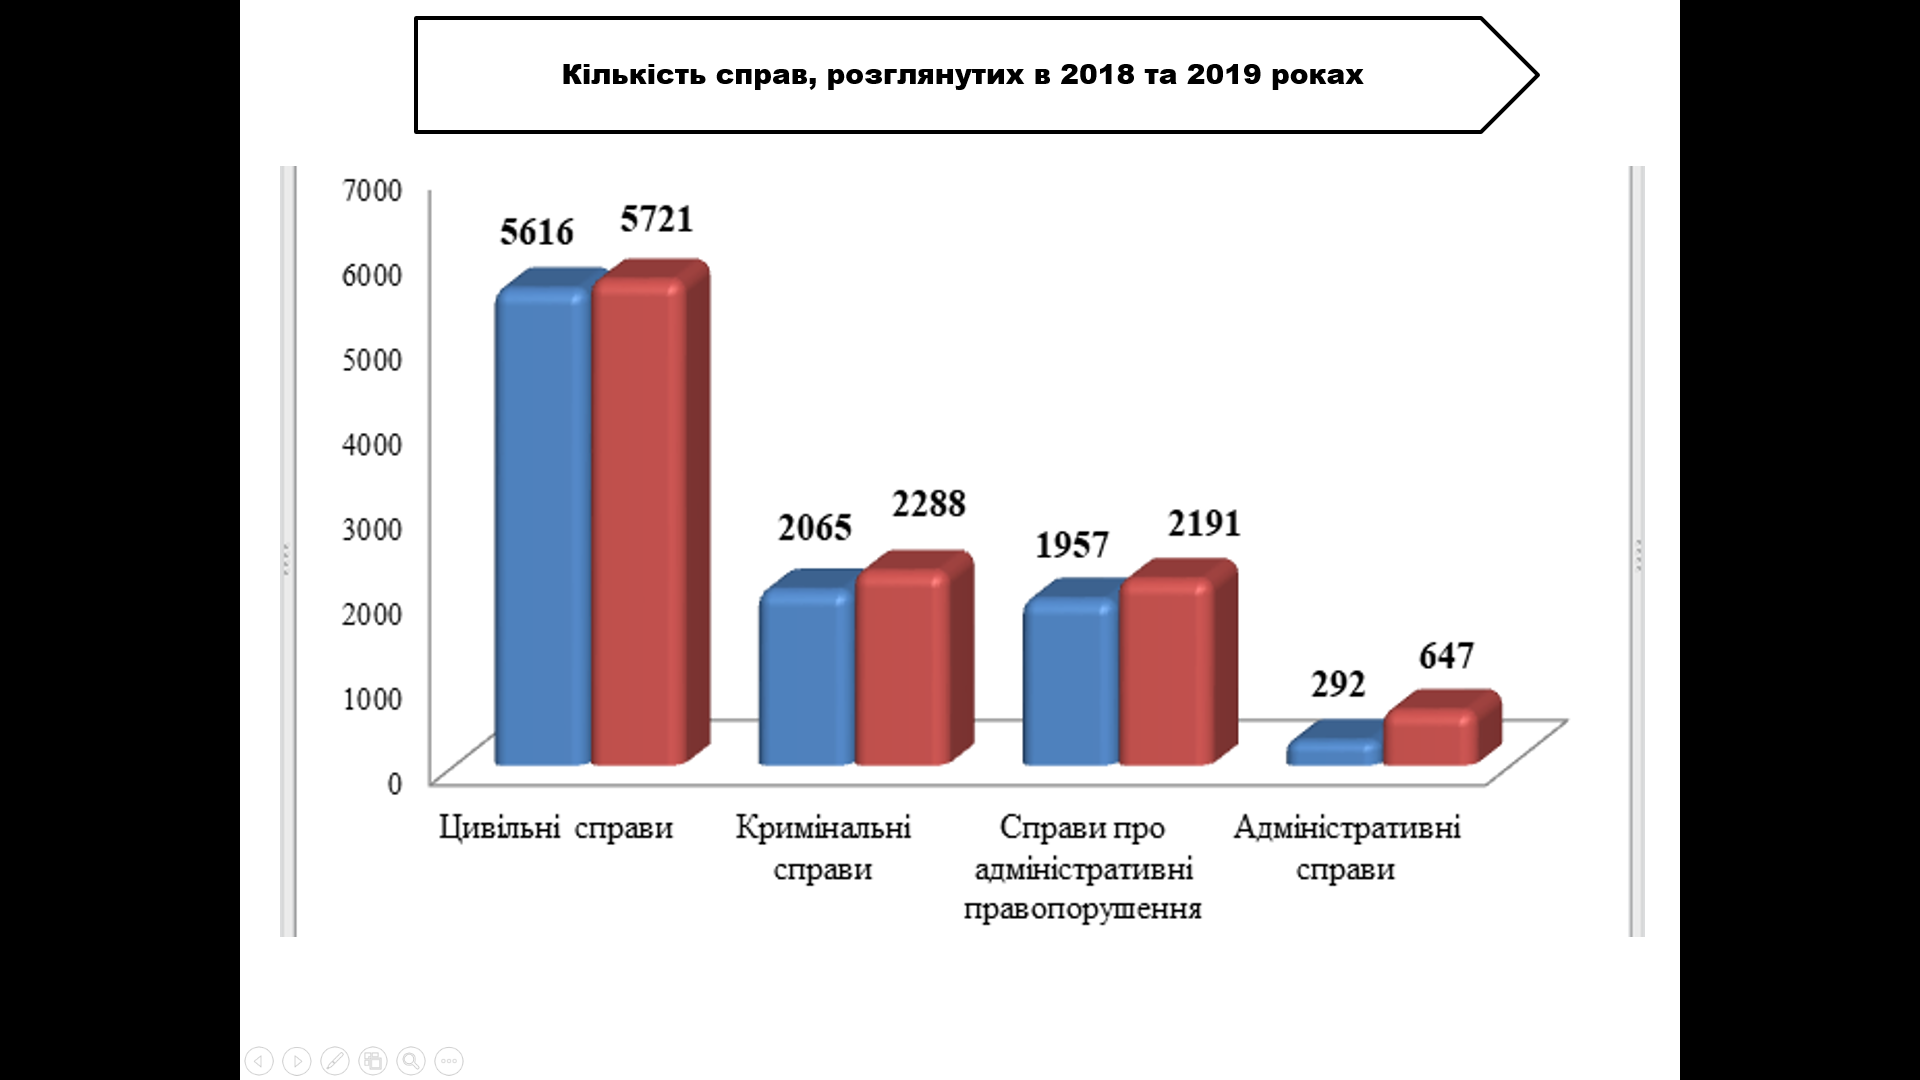 Кількість справ, розглянутих в 2018 та 2019 роках
7000
6000
5000
4000
3000
2000
1000
0
5616
5721
2065
2288
1957
2191
292
647
Цивільні справи
Кримінальні
справи
Справи про
адміністративні
правопорушення
Адміністративні
справи